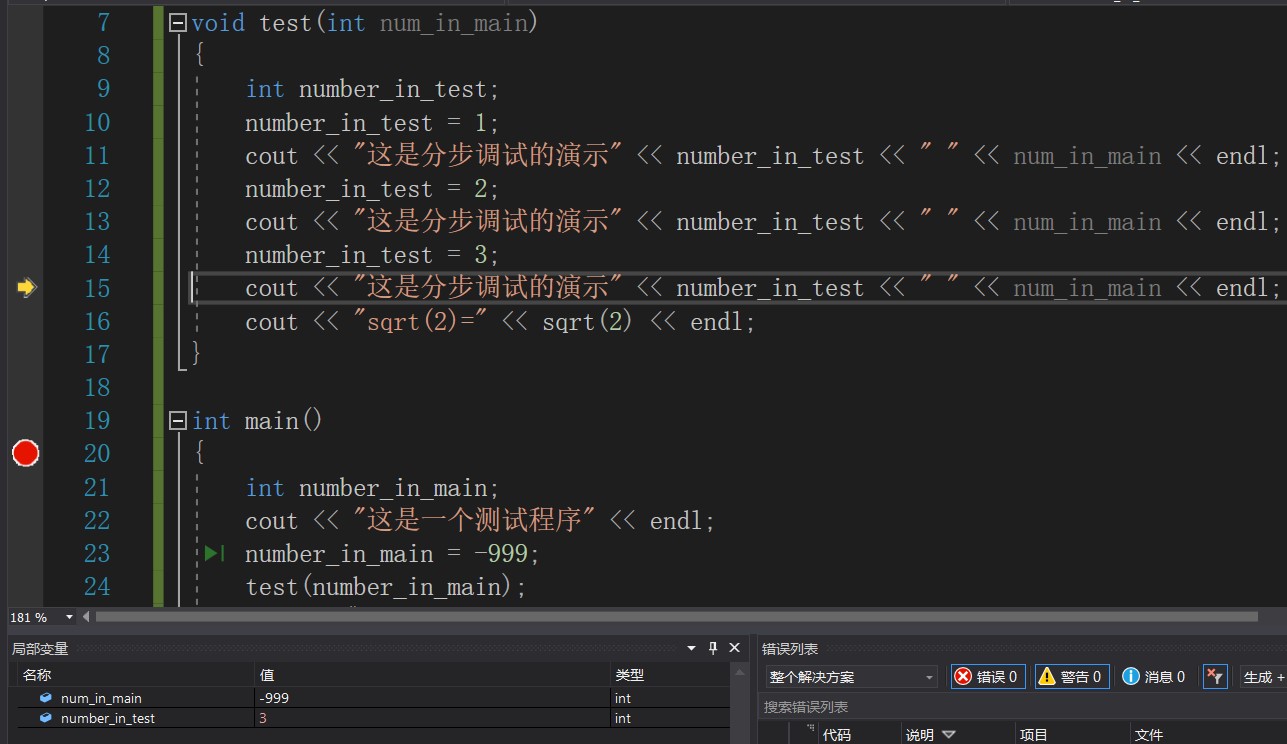 7 void test(int num_in_main)
8 {
9 int number_in_test;
10 number_in_test = 1;
11 cout << "这是分步调试的演示" << number_in_test << " " << num_in_main << endl;
12 number_in_test = 2;
13 cout << "这是分步调试的演示" << number_in_test << " " << num_in_main << endl;
14 number_in_test = 3;
15 cout << "这是分步调试的演示" << number_in_test << " " << num_in_main << endl;
16 cout << "sqrt(2)=" << sqrt(2) << endl;
17 }
18
19 int main()
20 {
21 int number_in_main;
22 cout << "这是一个测试程序" << endl;
23 number_in_main = -999;
24 test(number_in_main);
181 %
局部变量
名称 值 类型
num_in_main -999 int
number_in_test 3 int
错误列表
整个解决方案 错误 0 警告 0 消息 0 生成 +
搜索错误列表
代码 说明 项目 文件